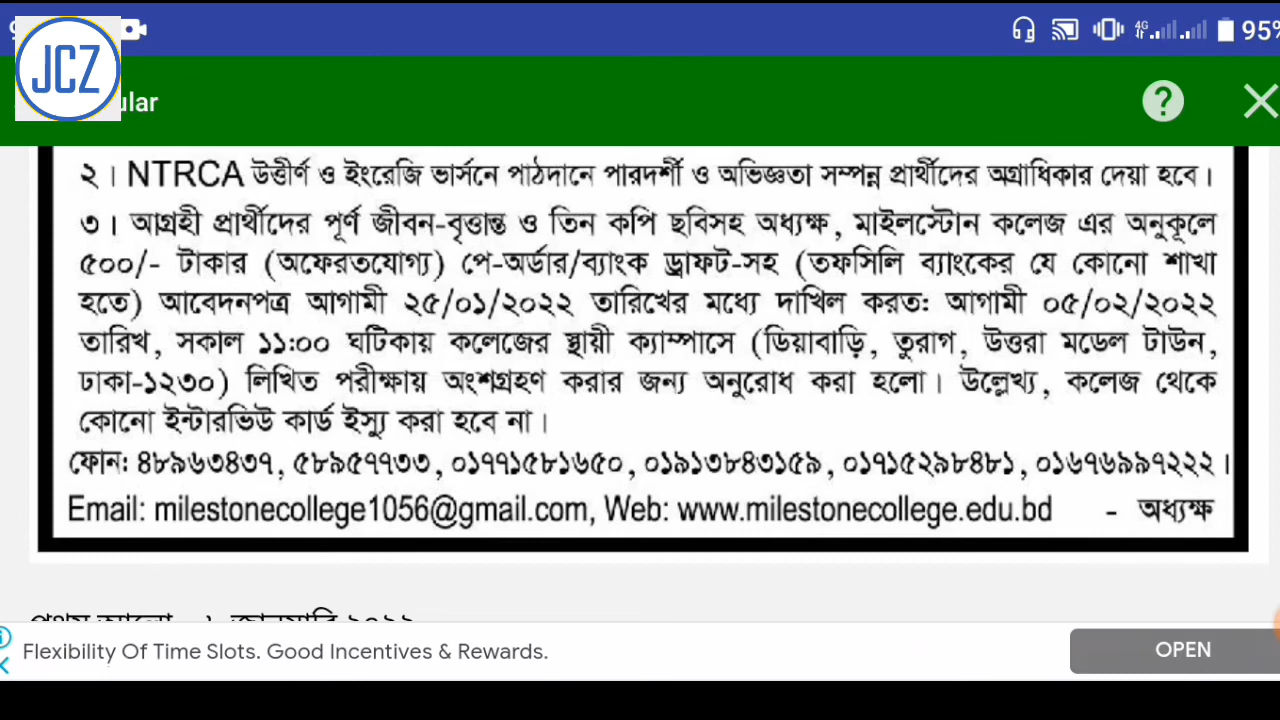 JCZ
95%
ular
২। NTRCA উত্তীর্ণ ও ইংরেজি ভার্সনে পাঠদানে পারদর্শী ও অভিজ্ঞতা সম্পন্ন প্রার্থীদের অগ্রাধিকার দেয়া হবে।
৩। আগ্রহী প্রার্থীদের পূর্ণ জীবন-বৃত্তান্ত ও তিন কপি ছবিসহ অধ্যক্ষ, মাইলস্টোন কলেজ এর অনুকূলে
৫০০/- টাকার (অফেরতযোগ্য) পে-অর্ডার/ব্যাংক ড্রাফট-সহ (তফসিলি ব্যাংকের যে কোনো শাখা
হতে) আবেদনপত্র আগামী ২৫/০১/২০২২ তারিখের মধ্যে দাখিল করত: আগামী ০৫/০২/২০২২
তারিখ, সকাল ১১:০০ ঘটিকায় কলেজের স্থায়ী ক্যাম্পাসে (ডিয়াবাড়ি, তুরাগ, উত্তরা মডেল টাউন,
ঢাকা-১২৩০) লিখিত পরীক্ষায় অংশগ্রহণ করার জন্য অনুরোধ করা হলো। উল্লেখ্য, কলেজ থেকে
কোনো ইন্টারভিউ কার্ড ইস্যু করা হবে না।
ফোন: ৪৮৯৬৩৪৩৭, ৫৮৯৫৭৭৩৩, ০১৭৭১৫৮১৬৫০, ০১৯১৩৮৪৩১৫৯, ০১৭১৫২৯৮৪৮১, ০১৬৭৬৯৯৭২২২।
Email: milestonecollege1056@gmail.com, Web: www.milestonecollege.edu.bd - অধ্যক্ষ
Flexibility Of Time Slots. Good Incentives & Rewards.
OPEN